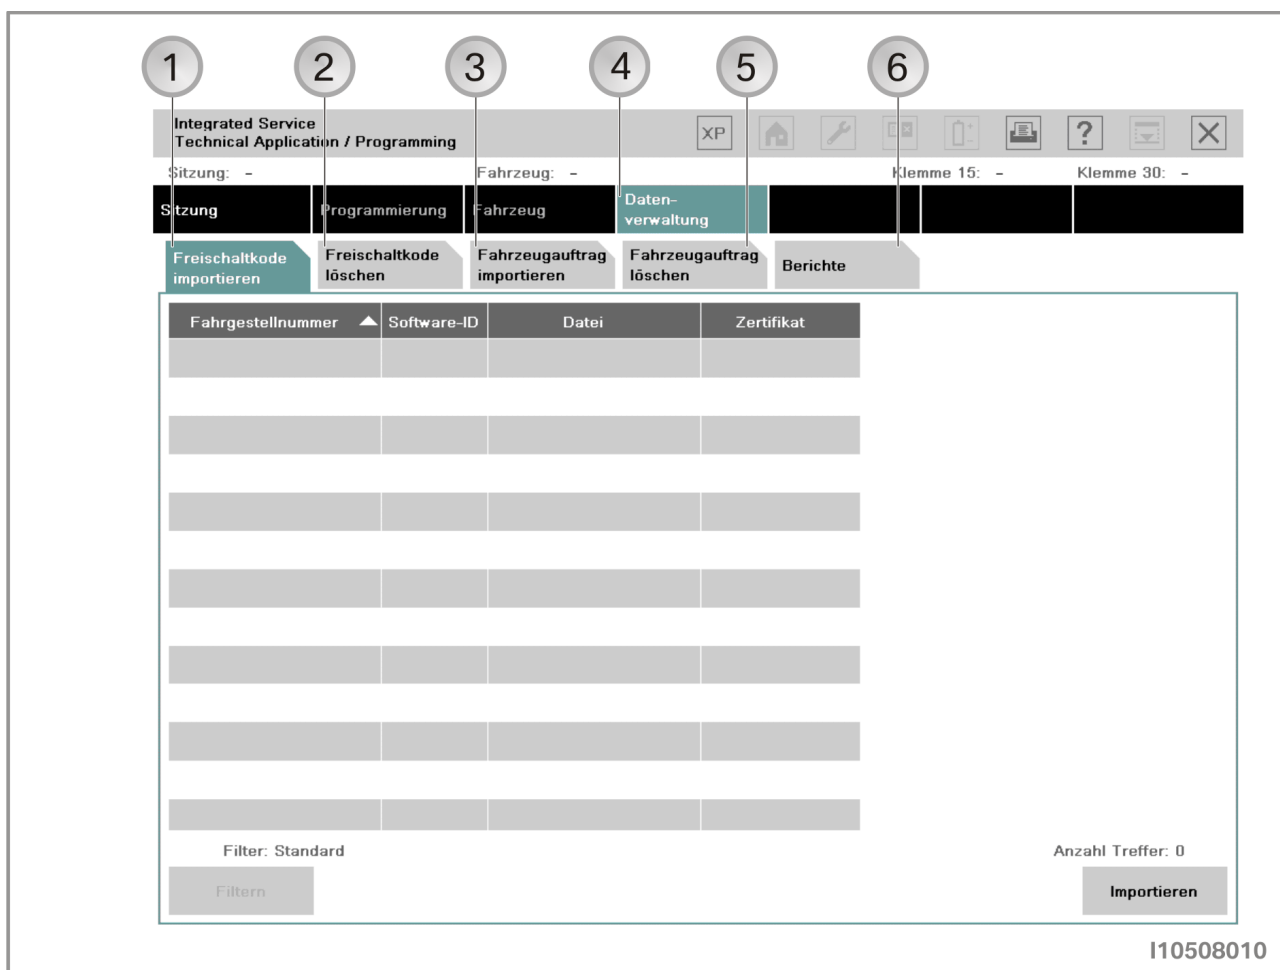 1 2 3 4 5 6
Integrated Service
Technical Application / Programming
XP
?
Sitzung: -
Fahrzeug: -
Klemme 15: -
Klemme 30: -
Sitzung
Programmierung
Fahrzeug
Daten-
verwaltung
Freischaltkode
importieren
Freischaltkode
löschen
Fahrzeugauftrag
importieren
Fahrzeugauftrag
löschen
Berichte
Fahrgestellnummer
Software-ID
Datei
Zertifikat
Filter: Standard
Anzahl Treffer: 0
Filtern
Importieren
I10508010